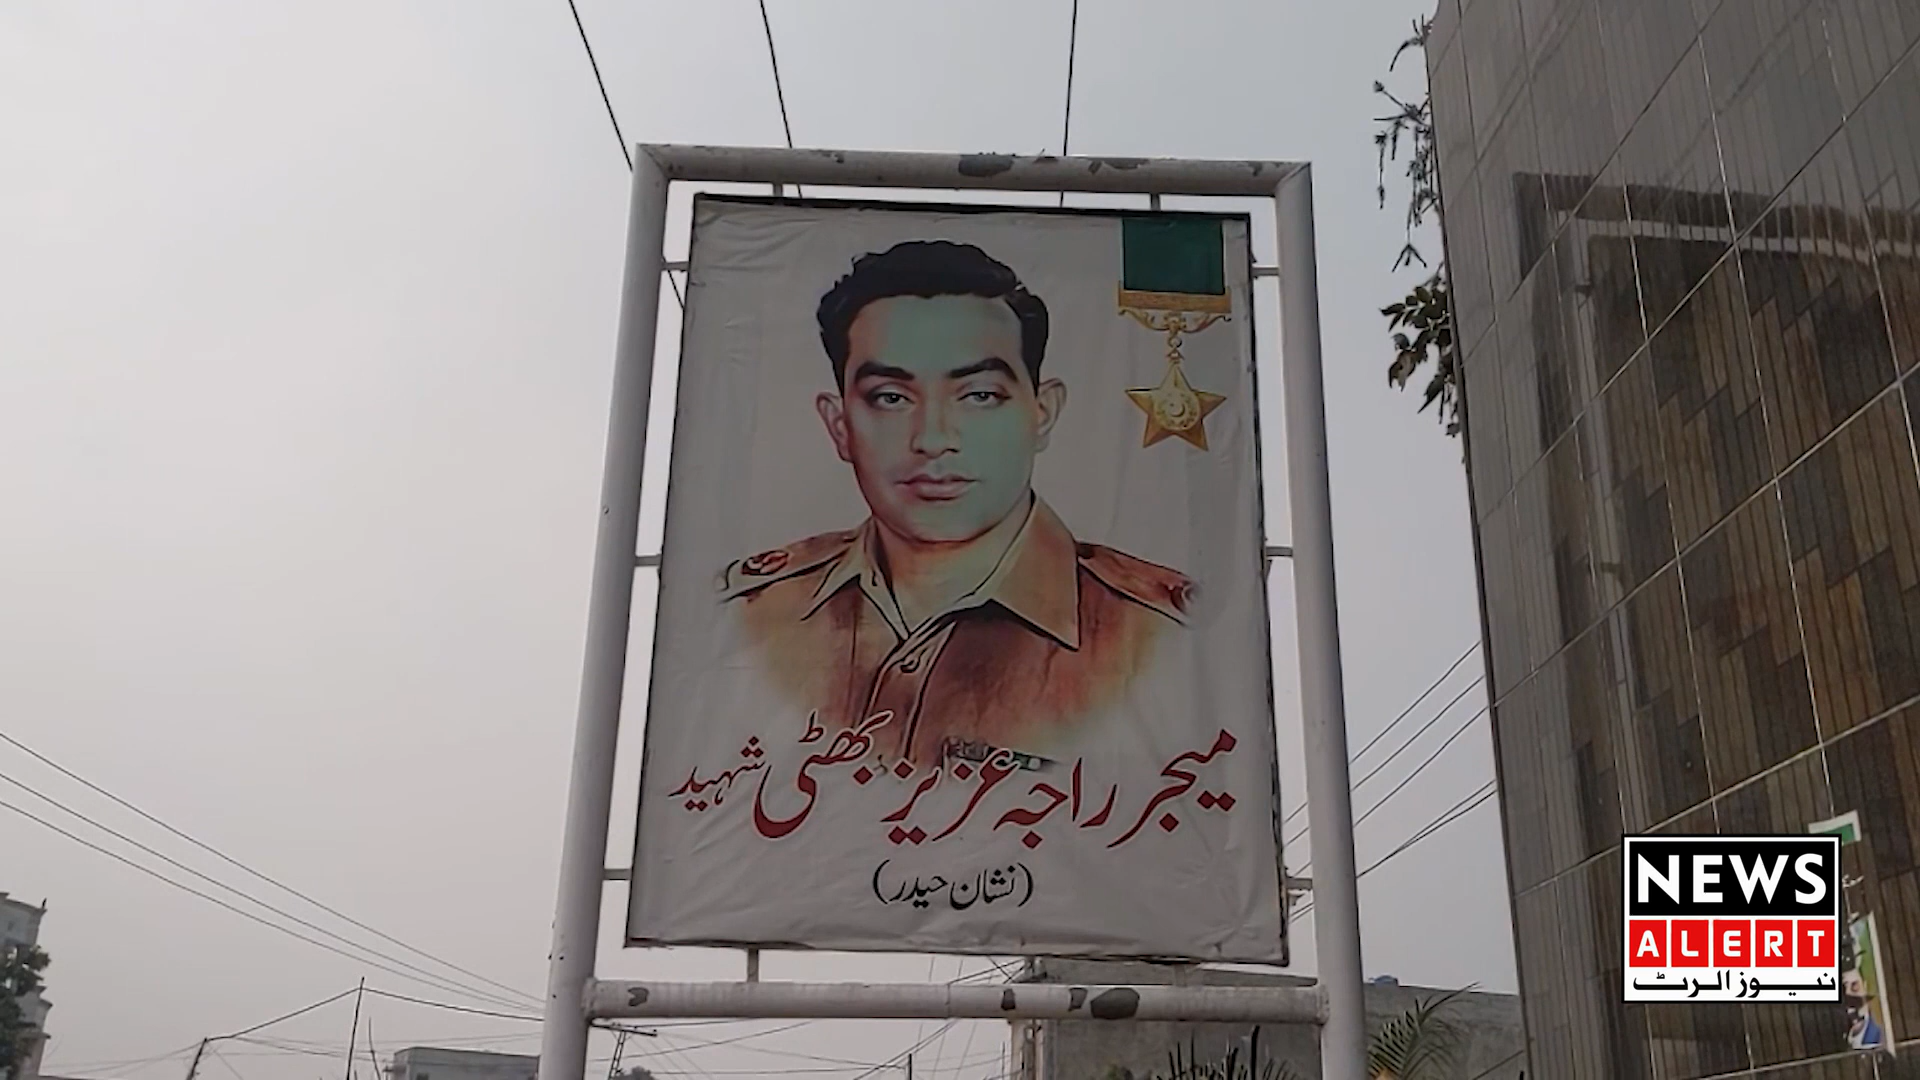 میجر راجہ عزیز بھٹی شہید
(نشان حیدر)
NEWS
ALERT
نیوز الرٹ